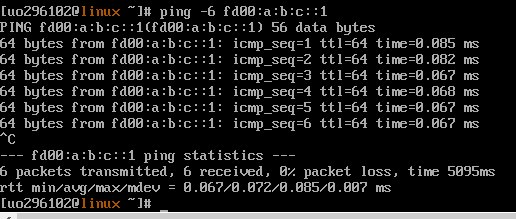 [uo296102@linux ~]# ping -6 fd00:a:b:c::1
PING fd00:a:b:c::1(fd00:a:b:c::1) 56 data bytes
64 bytes from fd00:a:b:c::1: icmp_seq=1 ttl=64 time=0.085 ms
64 bytes from fd00:a:b:c::1: icmp_seq=2 ttl=64 time=0.082 ms
64 bytes from fd00:a:b:c::1: icmp_seq=3 ttl=64 time=0.067 ms
64 bytes from fd00:a:b:c::1: icmp_seq=4 ttl=64 time=0.068 ms
64 bytes from fd00:a:b:c::1: icmp_seq=5 ttl=64 time=0.067 ms
64 bytes from fd00:a:b:c::1: icmp_seq=6 ttl=64 time=0.067 ms
^C
--- fd00:a:b:c::1 ping statistics ---
6 packets transmitted, 6 received, 0% packet loss, time 5095ms
rtt min/avg/max/mdev = 0.067/0.072/0.085/0.007 ms
[uo296102@linux ~]#